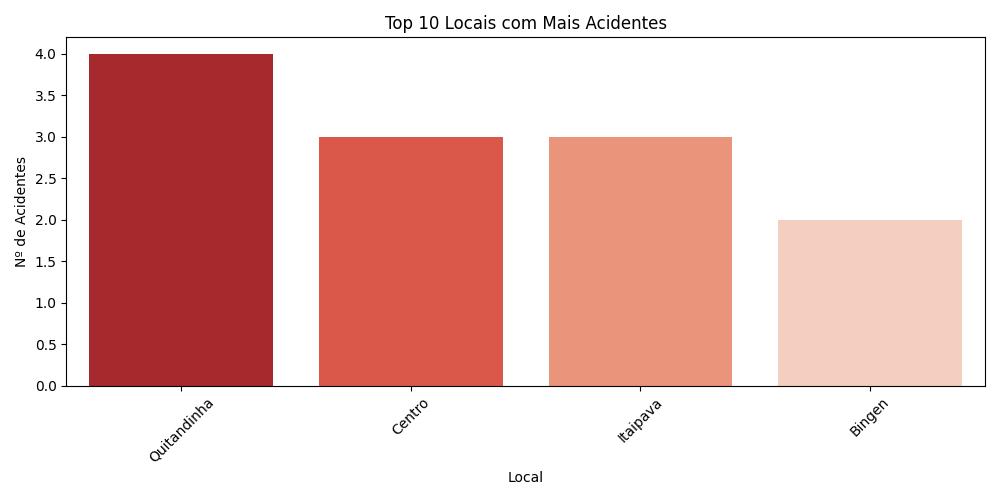 Top 10 Locais com Mais Acidentes
Nº de Acidentes
4.0
3.5
3.0
2.5
2.0
1.5
1.0
0.5
0.0
Quitandinha
Centro
Itaipava
Bingen
Local